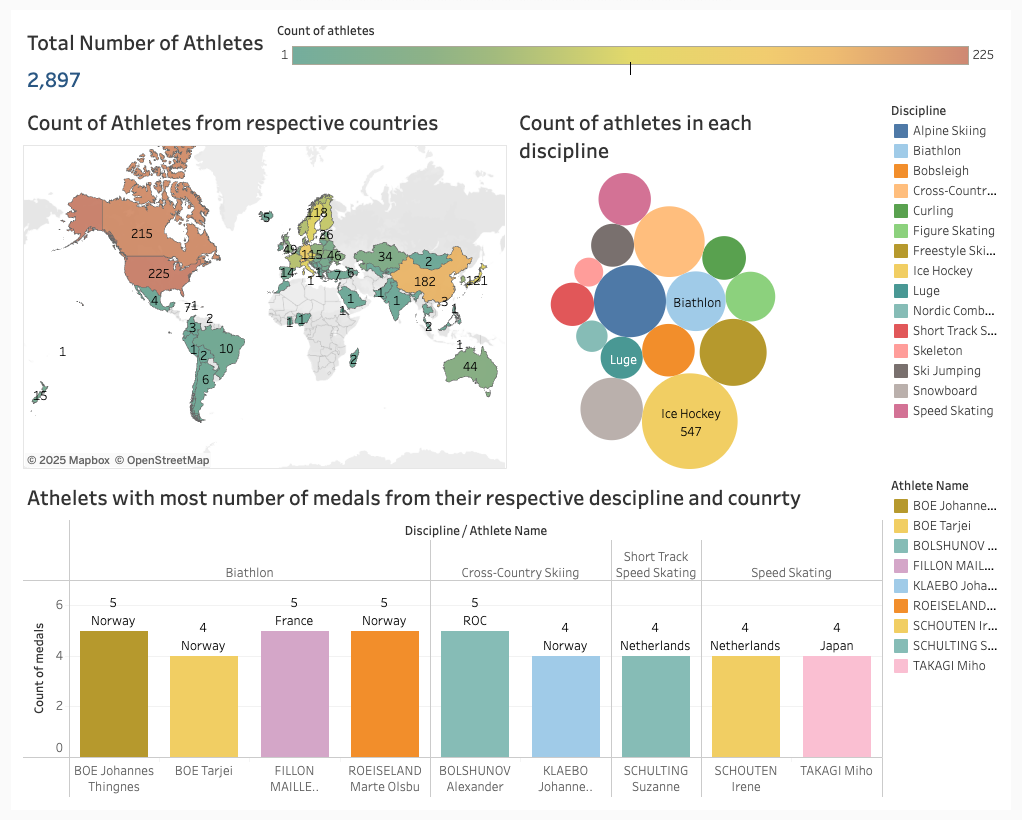 Total Number of Athletes
2,897
Count of athletes
1
225
Count of Athletes from respective countries
215
225
4
7
1
2
3
1
2
10
6
1
15
5
118
26
49
115
46
14
1
1
7
6
34
2
182
121
1
1
1
3
1
2
1
1
1
1
2
44
© 2025 Mapbox © OpenStreetMap
Count of athletes in each
discipline
Biathlon
Luge
Ice Hockey
547
Discipline
Alpine Skiing
Biathlon
Bobsleigh
Cross-Countr...
Curling
Figure Skating
Freestyle Ski...
Ice Hockey
Luge
Nordic Comb...
Short Track S...
Skeleton
Ski Jumping
Snowboard
Speed Skating
Athelets with most number of medals from their respective descipline and counrty
Discipline / Athlete Name
Biathlon
Cross-Country Skiing
Short Track
Speed Skating
Speed Skating
Count of medals
6
4
2
0
5
Norway
4
Norway
5
France
5
Norway
5
ROC
4
Norway
4
Netherlands
4
Netherlands
4
Japan
BOE Johannes
Thingnes
BOE Tarjei
FILLON
MAILLE..
ROEISELAND
Marte Olsbu
BOLSHUNOV
Alexander
KLAEBO
Johanne..
SCHULTING
Suzanne
SCHOUTEN
Irene
TAKAGI Miho
Athlete Name
BOE Johanne...
BOE Tarjei
BOLSHUNOV ...
FILLON MAIL...
KLAEBO Joha...
ROEISELAND...
SCHOUTEN Ir...
SCHULTING S...
TAKAGI Miho